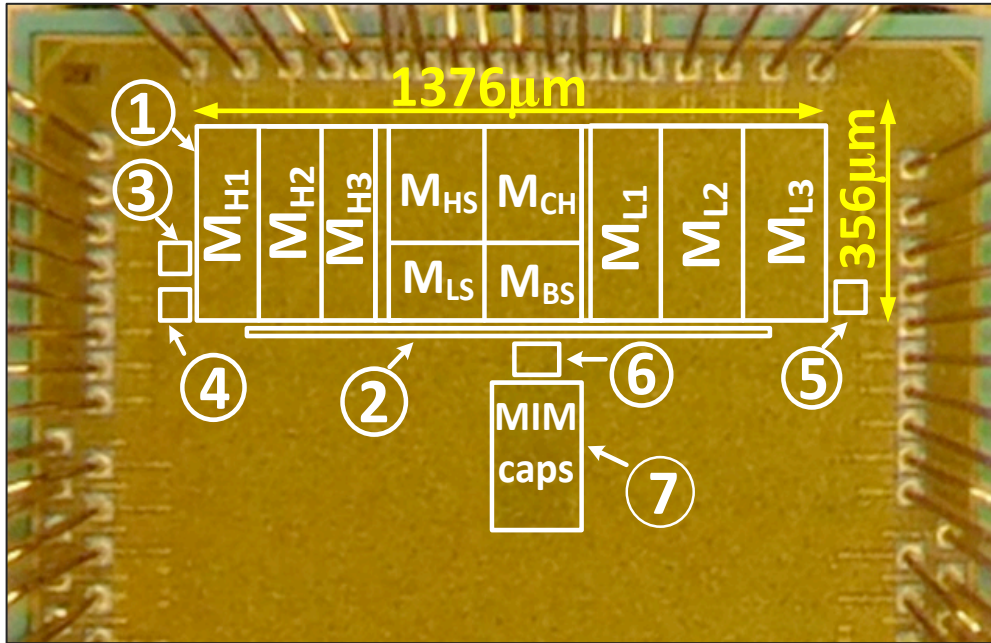 1376μm
①
③
M_H1
M_H2
M_H3
M_HS
M_CH
M_LS
M_BS
M_L1
M_L2
M_L3
356μm
④
②
⑥
⑤
MIM
caps
⑦